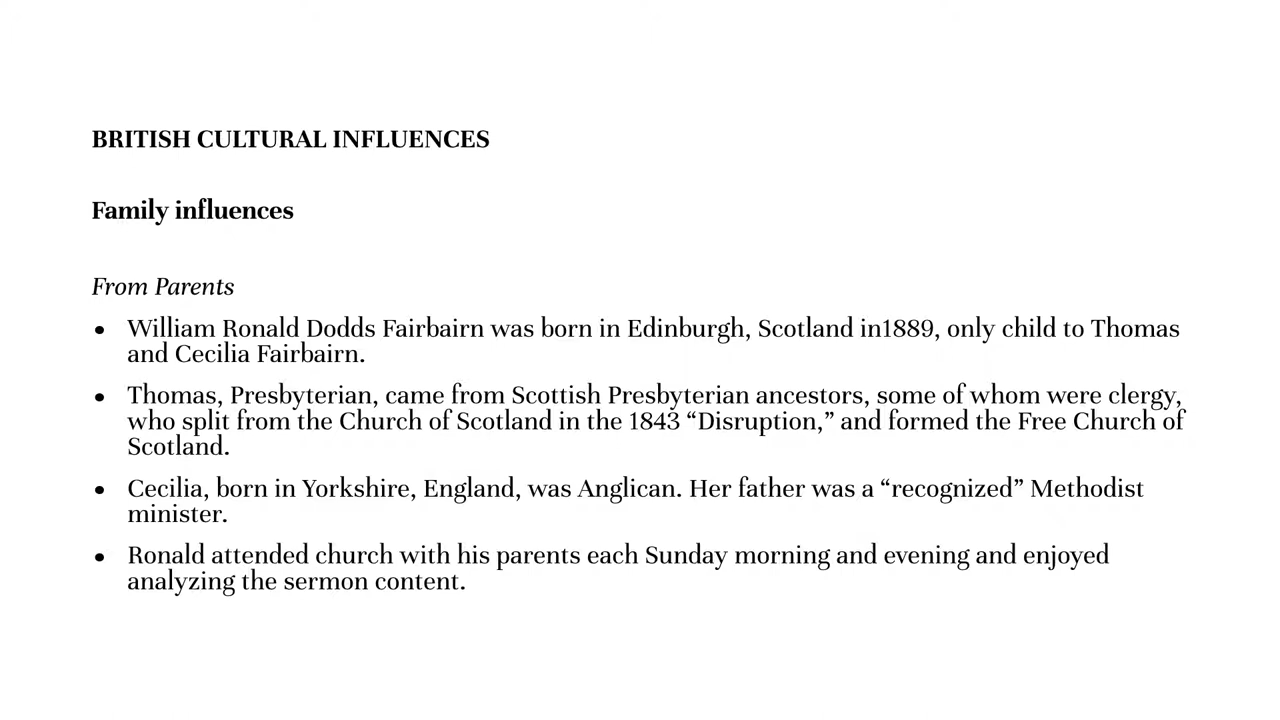 BRITISH CULTURAL INFLUENCES
Family influences
From Parents
• William Ronald Dodds Fairbairn was born in Edinburgh, Scotland in1889, only child to Thomas
and Cecilia Fairbairn.
• Thomas, Presbyterian, came from Scottish Presbyterian ancestors, some of whom were clergy,
who split from the Church of Scotland in the 1843 “Disruption,” and formed the Free Church of
Scotland.
• Cecilia, born in Yorkshire, England, was Anglican. Her father was a “recognized” Methodist
minister.
• Ronald attended church with his parents each Sunday morning and evening and enjoyed
analyzing the sermon content.